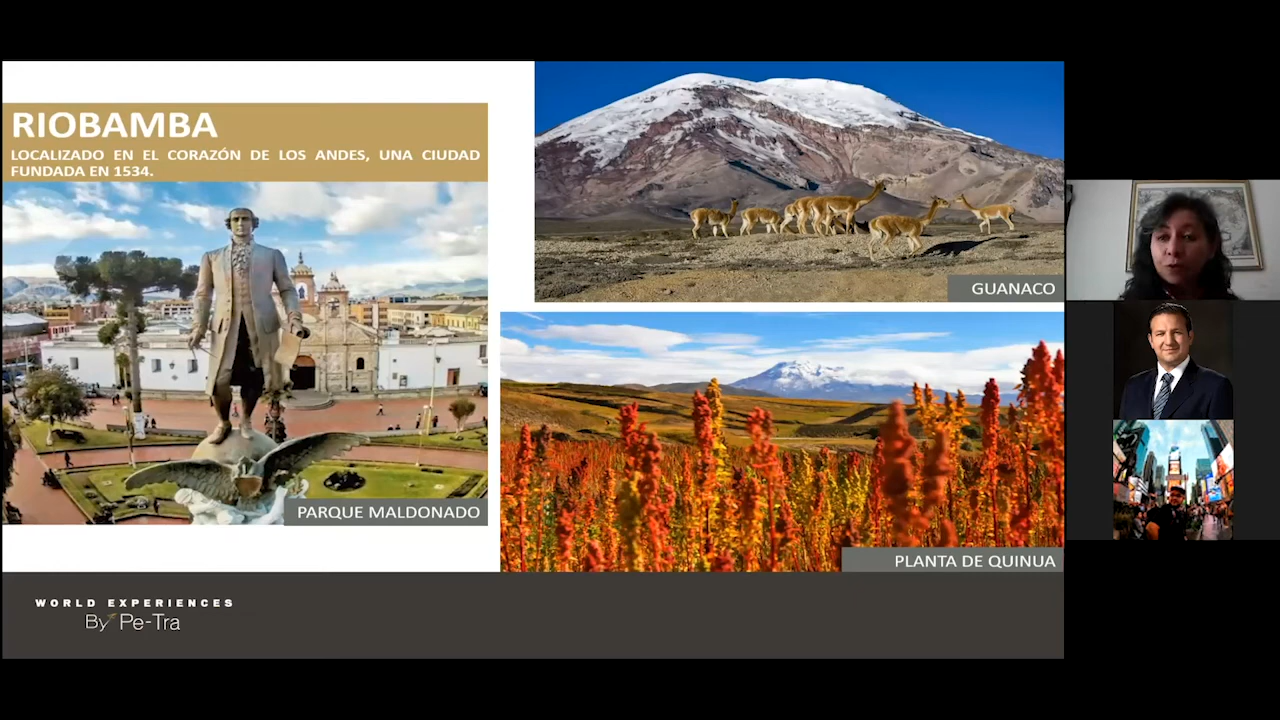 RIOBAMBA
LOCALIZADO EN EL CORAZÓN DE LOS ANDES, UNA CIUDAD
FUNDADA EN 1534.
PARQUE MALDONADO
GUANACO
PLANTA DE QUINUA
WORLD EXPERIENCES
By Pe-Tra